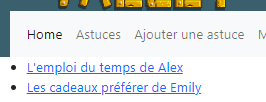 Home Astuces Ajouter une astuce
L'emploi du temps de Alex
Les cadeaux préférer de Emily